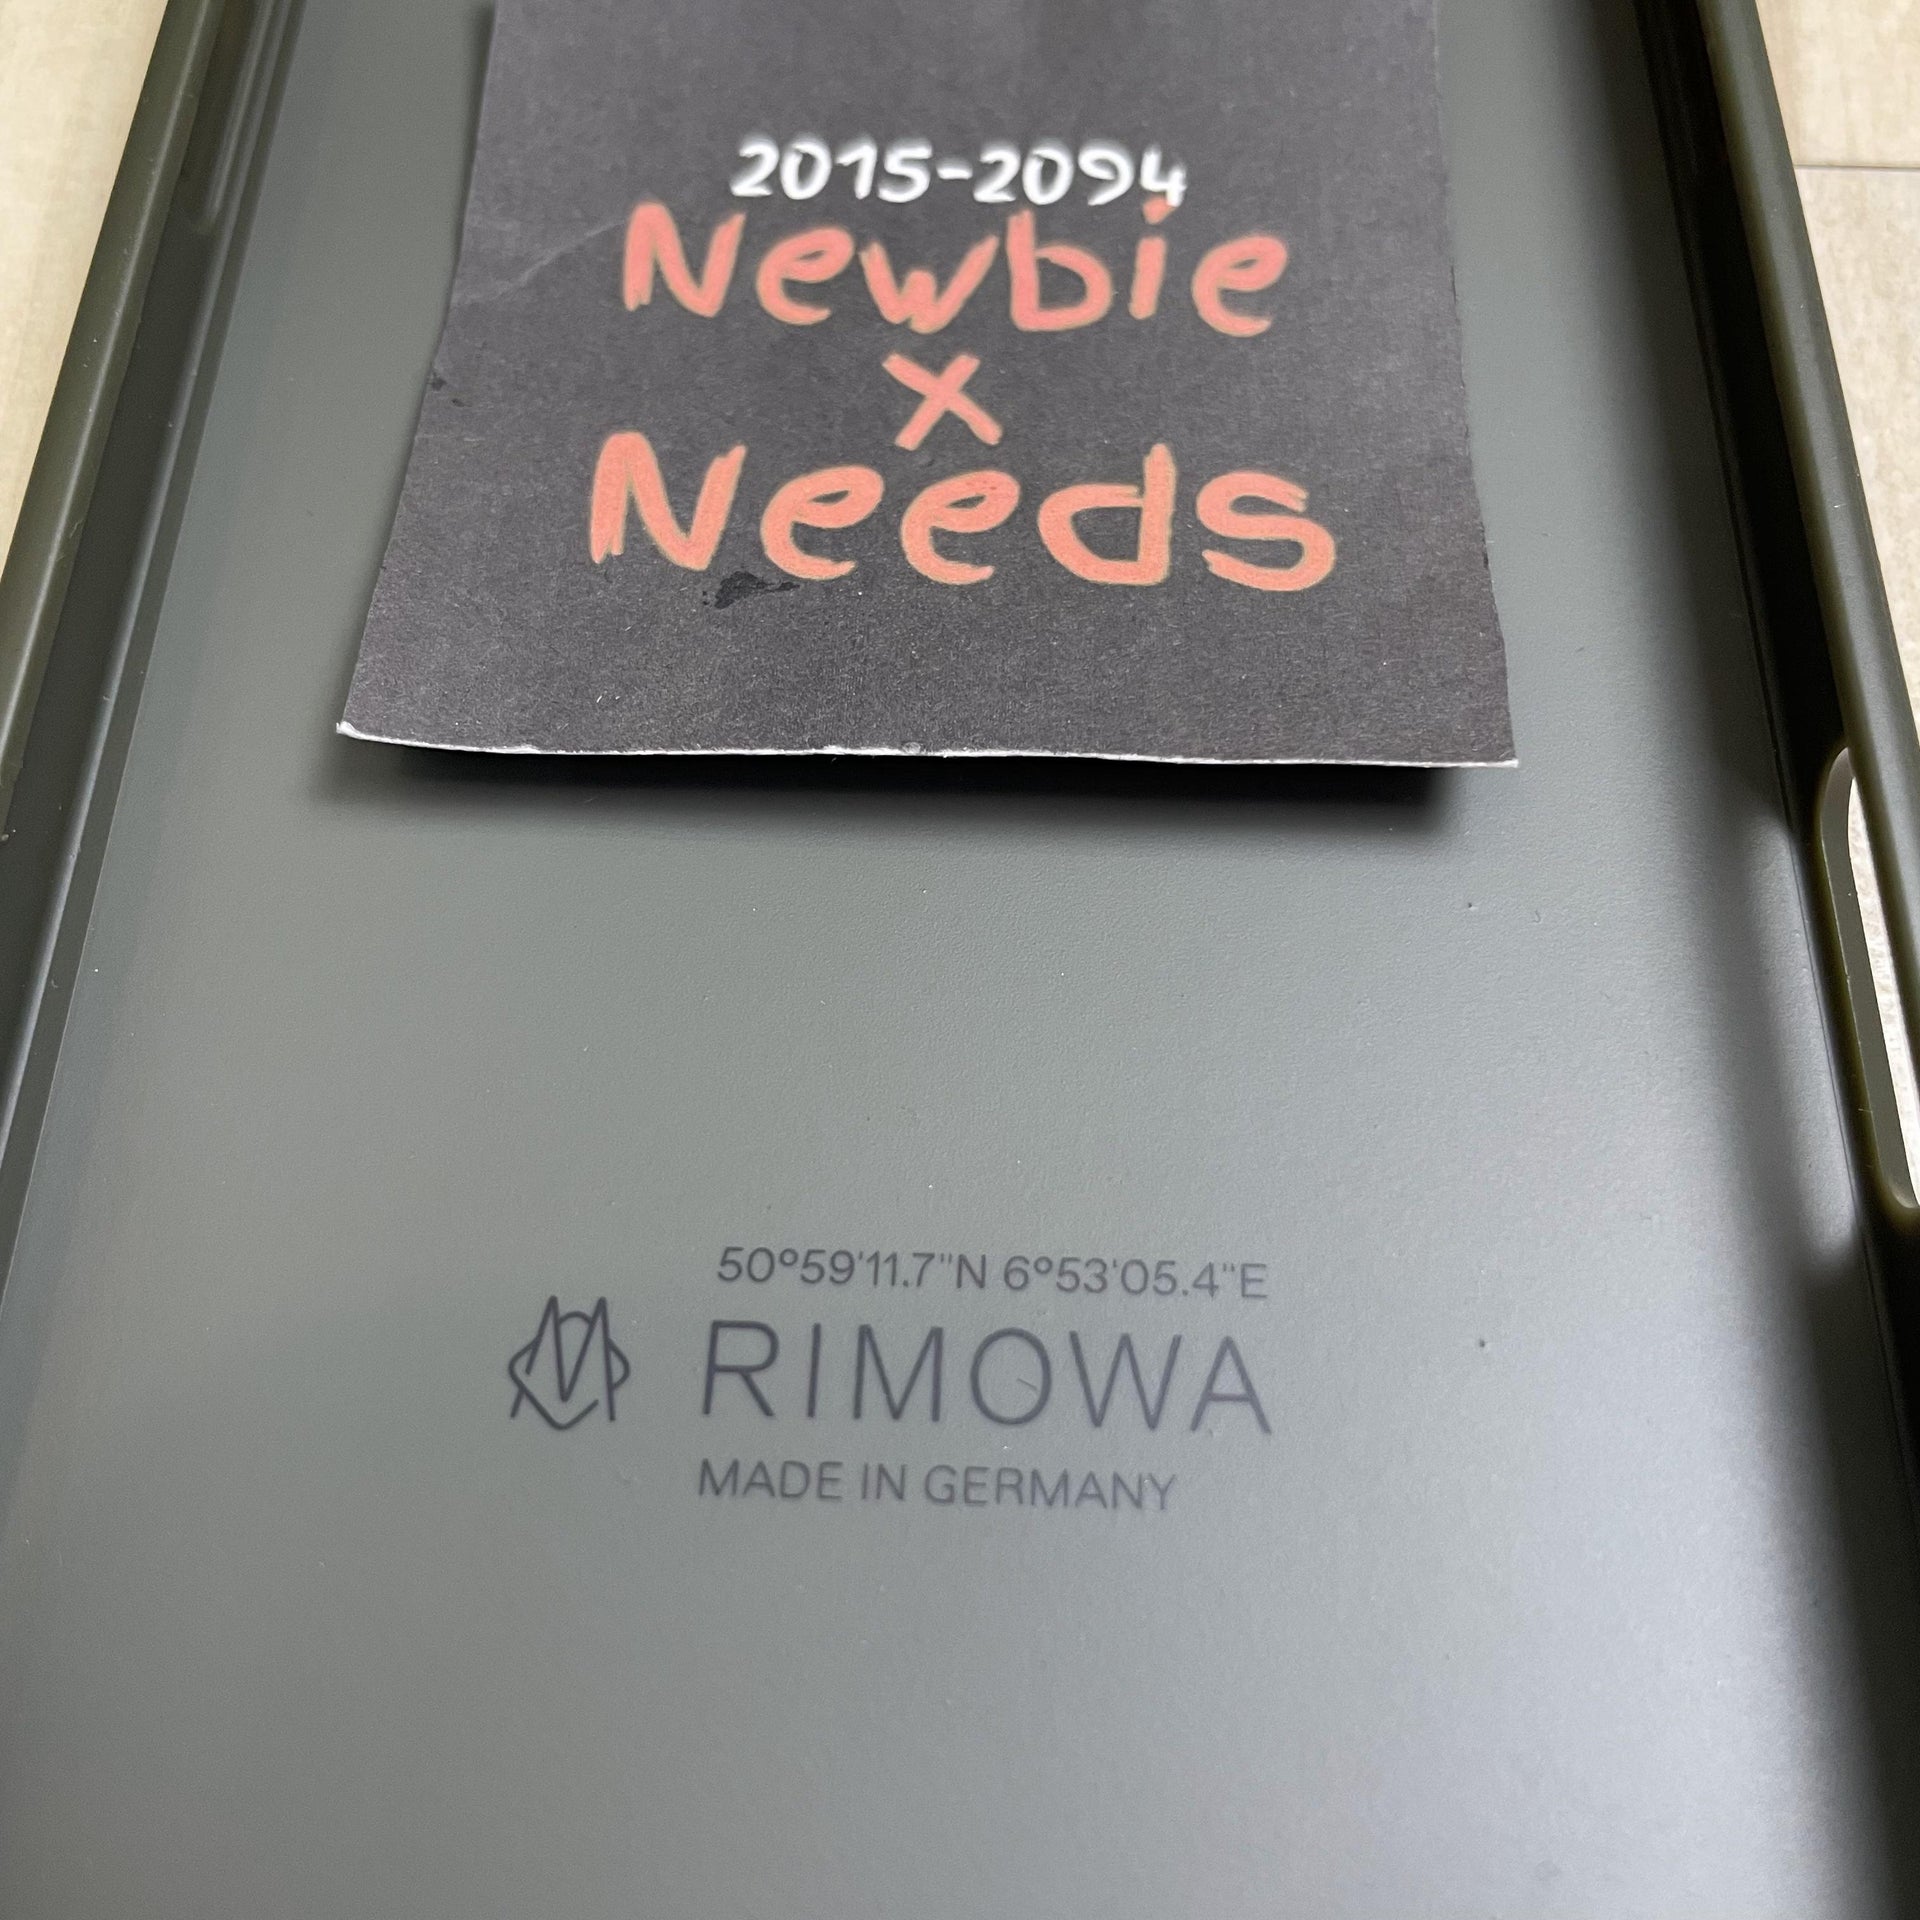 2015-2094
Newbie
x
Needs
50°59'11.7"N 6°53'05.4"E
RIMOWA
MADE IN GERMANY